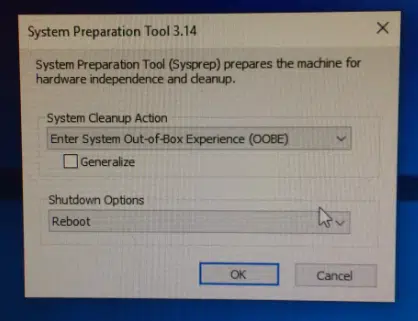 System Preparation Tool 3.14
System Preparation Tool (Sysprep) prepares the machine for
hardware independence and cleanup.
System Cleanup Action
Enter System Out-of-Box Experience (OOBE)
Generalize
Shutdown Options
Reboot
OK
Cancel